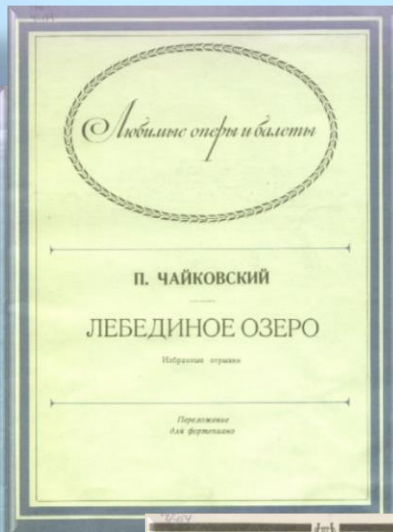 Любимые оперы и балеты
П. ЧАЙКОВСКИЙ
ЛЕБЕДИНОЕ ОЗЕРО
Избранные отрывки
Переложение
для фортепиано